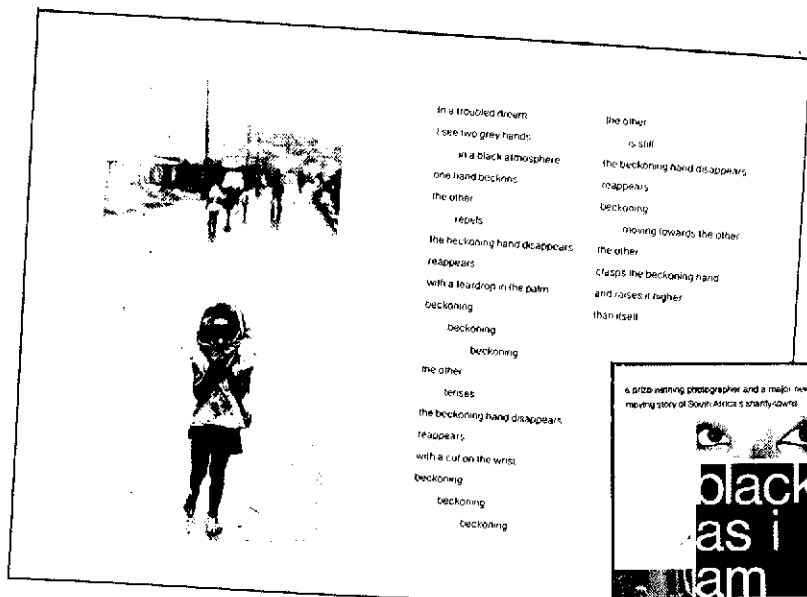 In a troubled dream
I see two grey hands
in a black atmosphere
one hand beckons
the other
repels
the beckoning hand disappears
reappears
with a teardrop in the palm
beckoning
beckoning
beckoning
the other
tenses
the beckoning hand disappears
reappears
with a cut on the wrist
beckoning
beckoning
beckoning
the other
is still
the beckoning hand disappears
reappears
beckoning
moving towards the other
the other
clasps the beckoning hand
and raises it higher
than itself
a prize-winning photographer and a major new
moving story of South Africa's shanty-towns
black
as i
am